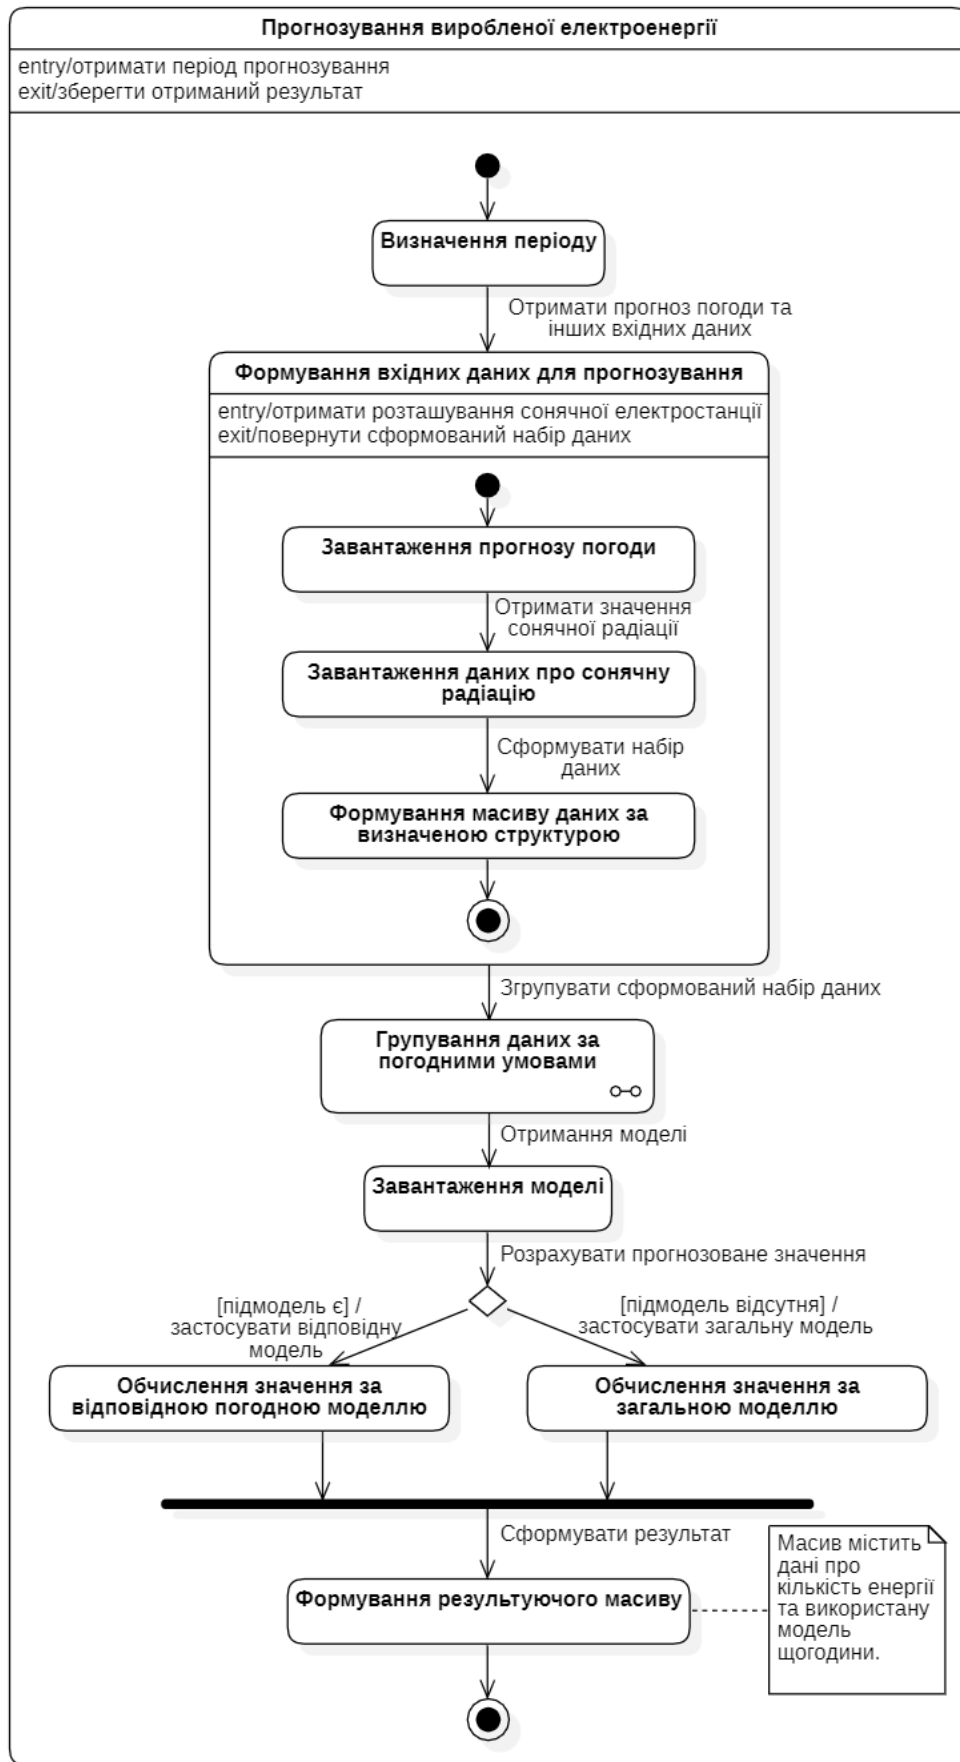 Прогнозування виробленої електроенергії
entry/отримати період прогнозування
exit/зберегти отриманий результат
Визначення періоду
Отримати прогноз погоди та
інших вхідних даних
Формування вхідних даних для прогнозування
entry/отримати розташування сонячної електростанції
exit/повернути сформований набір даних
Завантаження прогнозу погоди
Отримати значення
сонячної радіації
Завантаження даних про сонячну
радіацію
Сформувати набір
даних
Формування масиву даних за
визначеною структурою
Згрупувати сформований набір даних
Групування даних за
погодними умовами
Отримання моделі
Завантаження моделі
Розрахувати прогнозоване значення
[підмодель є] /
застосувати відповідну
модель
[підмодель відсутня] /
застосувати загальну модель
Обчислення значення за
відповідною погодною моделлю
Обчислення значення за
загальною моделлю
Сформувати результат
Формування результуючого масиву
Масив містить
дані про
кількість енергії
та використану
модель
щогодини.